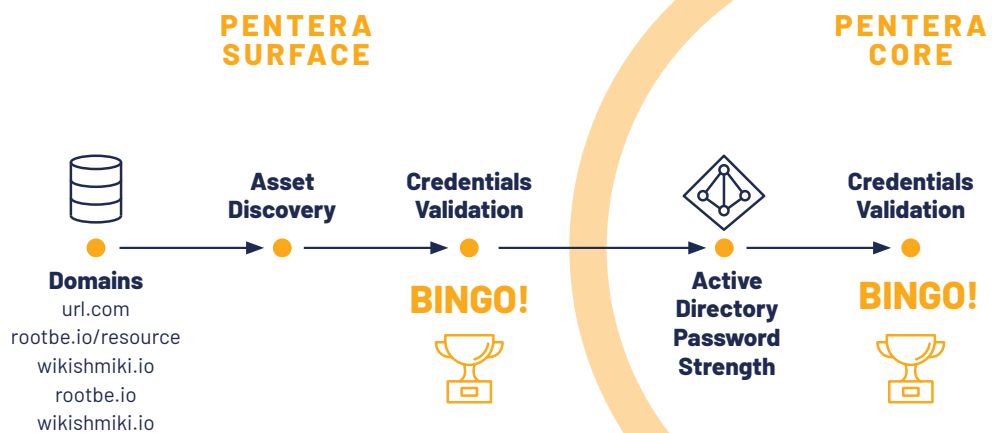 PENTERA
SURFACE
PENTERA
CORE
Asset
Discovery
Credentials
Validation
Credentials
Validation
Domains
url.com
rootbe.io/resource
wikishmiki.io
rootbe.io
wikishmiki.io
BINGO!
Active
Directory
Password
Strength
BINGO!